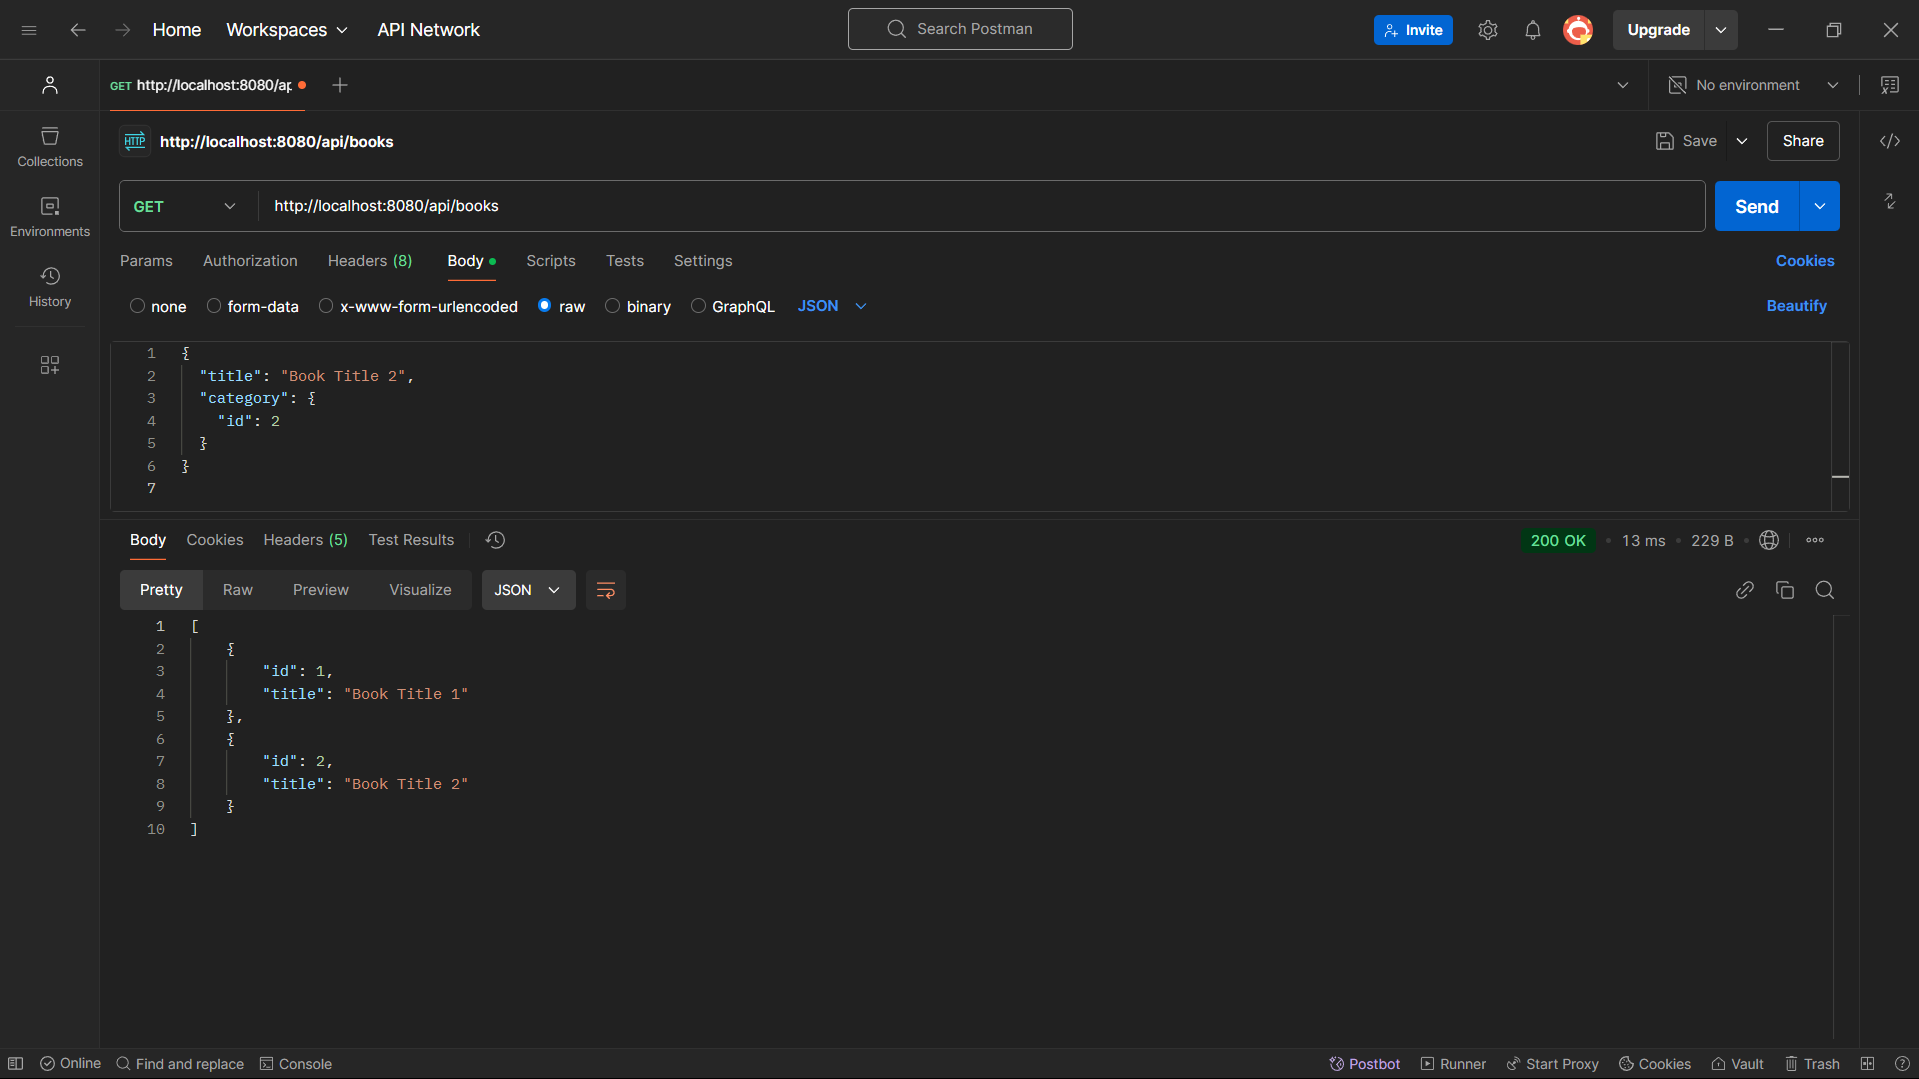 Home Workspaces API Network Search Postman Invite Upgrade
GET http://localhost:8080/ap No environment
HTTP http://localhost:8080/api/books Save Share
Collections
GET http://localhost:8080/api/books Send
Environments
Params Authorization Headers (8) Body Scripts Tests Settings Cookies
History
none form-data x-www-form-urlencoded raw binary GraphQL JSON Beautify
1 {
2 "title": "Book Title 2",
3 "category": {
4 "id": 2
5 }
6 }
7
Body Cookies Headers (5) Test Results 200 OK • 13 ms • 229 B •
Pretty Raw Preview Visualize JSON
1 [
2 {
3 "id": 1,
4 "title": "Book Title 1"
5 },
6 {
7 "id": 2,
8 "title": "Book Title 2"
9 }
10 ]
Online Find and replace Console Postbot Runner Start Proxy Cookies Vault Trash